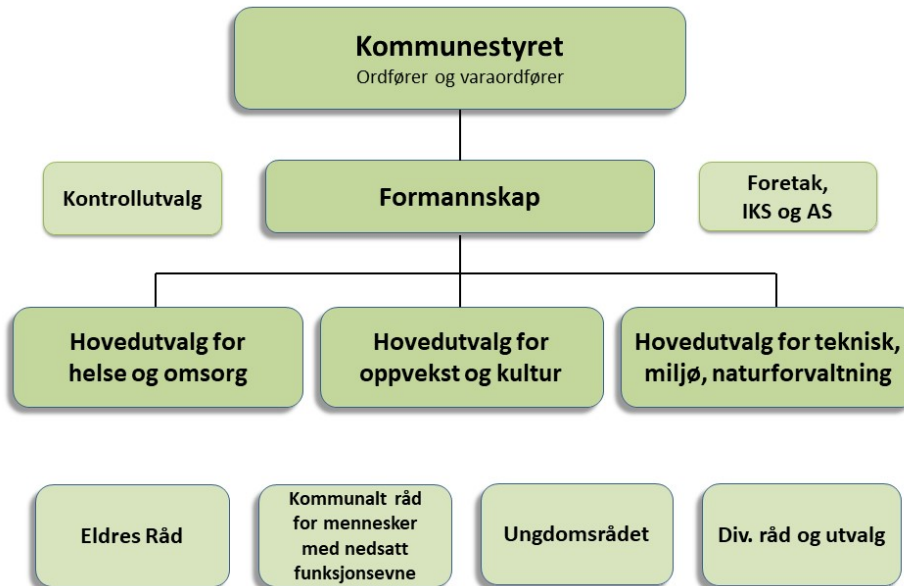 Kommunestyret
Ordfører og varaordfører
Kontrollutvalg
Formannskap
Foretak,
IKS og AS
Hovedutvalg for
helse og omsorg
Hovedutvalg for
oppvekst og kultur
Hovedutvalg for teknisk,
miljø, naturforvaltning
Eldres Råd
Kommunalt råd
for mennesker
med nedsatt
funksjonsevne
Ungdomsrådet
Div. råd og utvalg